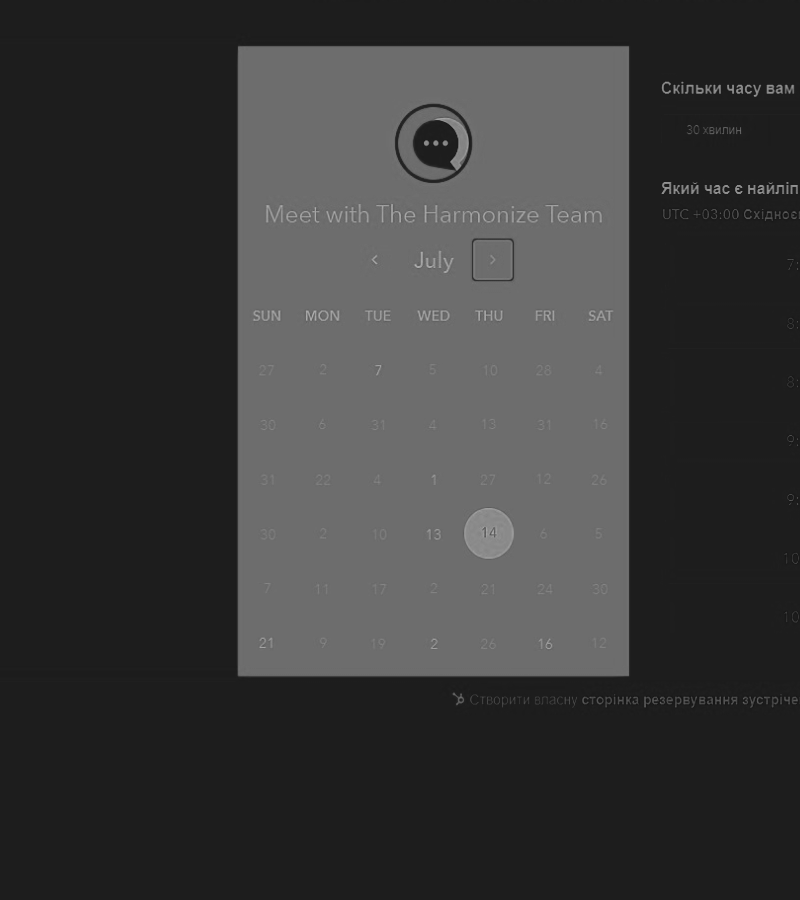 Meet with The Harmonize Team
July
SUN MON TUE WED THU FRI SAT
27 2 7 5 10 28 4
30 6 31 4 13 31 16
31 22 4 1 27 12 26
30 2 10 13 14 6 5
7 11 17 2 21 24 30
21 9 19 2 26 16 12
Скільки часу вам
30 хвилин
Який час є найліп
UTC +03:00 Східноє
7:
8:
8:
9:
9:
10
10
Створити власну сторінка резервування зустріче